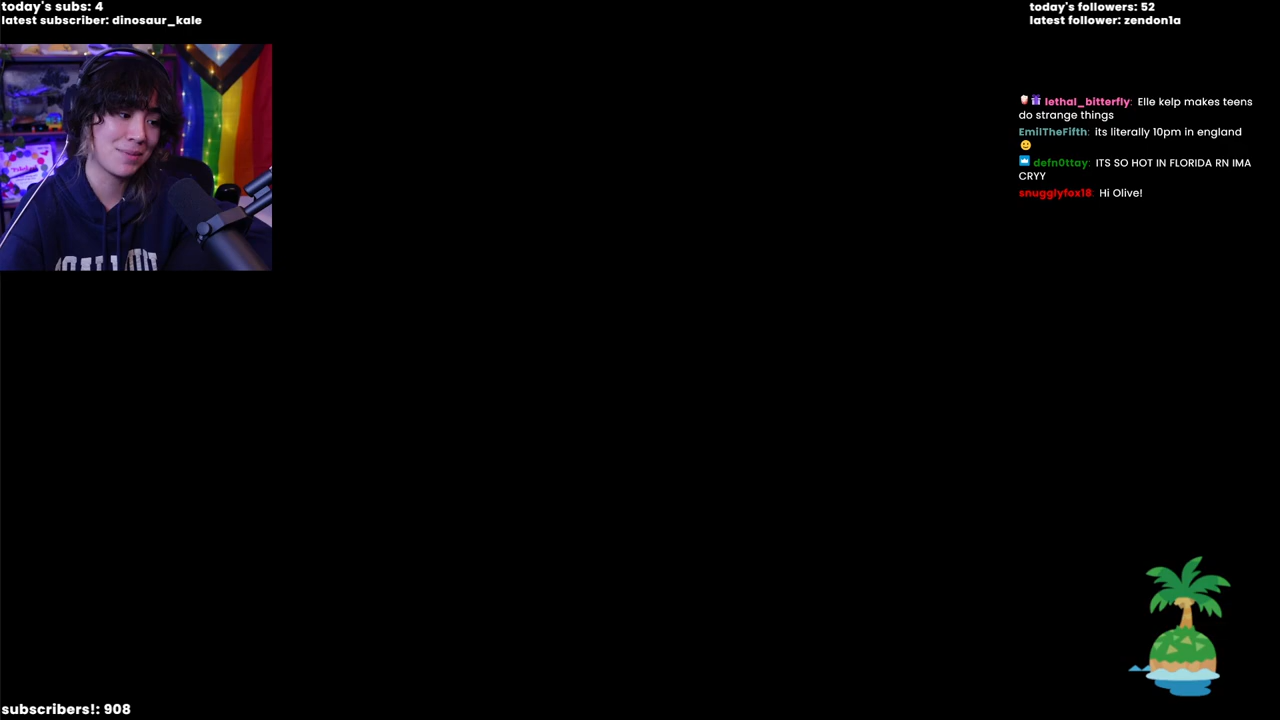 today's subs: 4
latest subscriber: dinosaur_kale
today's followers: 52
latest follower: zendon1a
lethal_bitterfly: Elle kelp makes teens
do strange things
EmilTheFifth: its literally 10pm in england
defn0ttay: ITS SO HOT IN FLORIDA RN IMA
CRYY
snugglyfox18: Hi Olive!
subscribers!: 908